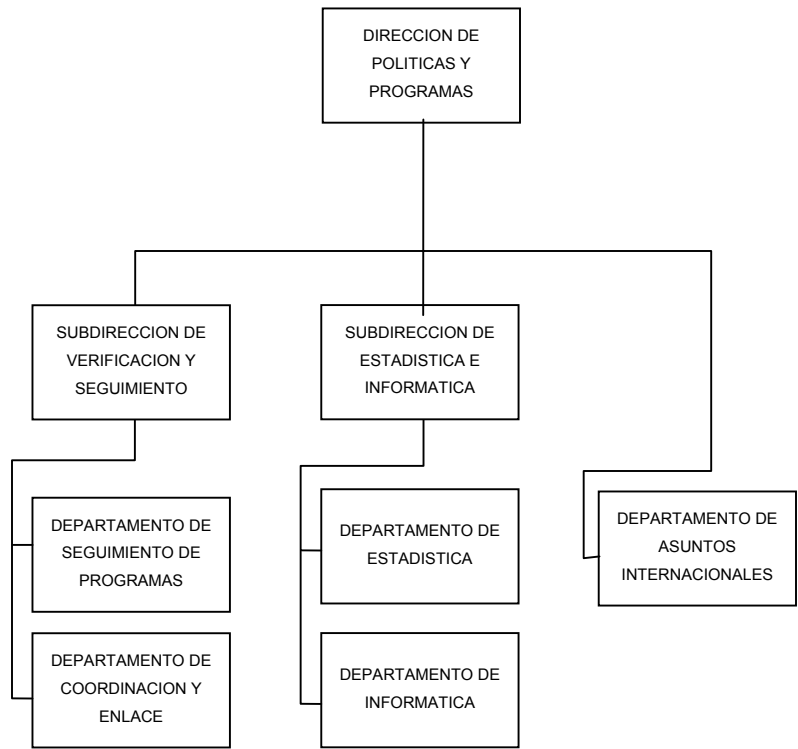 DIRECCION DE
POLITICAS Y
PROGRAMAS
SUBDIRECCION DE
VERIFICACION Y
SEGUIMIENTO
SUBDIRECCION DE
ESTADISTICA E
INFORMATICA
DEPARTAMENTO DE
SEGUIMIENTO DE
PROGRAMAS
DEPARTAMENTO DE
ESTADISTICA
DEPARTAMENTO DE
ASUNTOS
INTERNACIONALES
DEPARTAMENTO DE
COORDINACION Y
ENLACE
DEPARTAMENTO DE
INFORMATICA